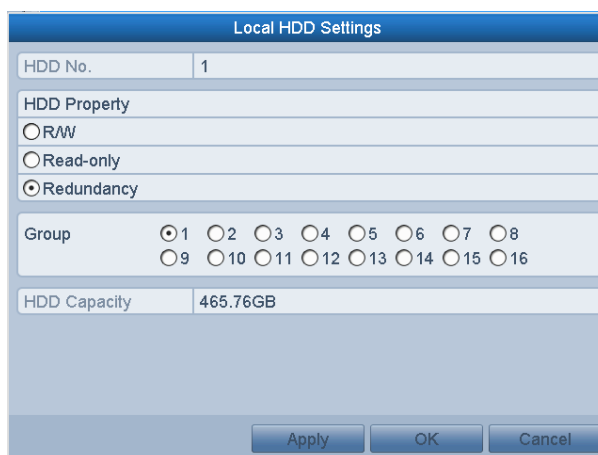 Local HDD Settings
HDD No. 1
HDD Property
R/W
Read-only
Redundancy
Group 1 2 3 4 5 6 7 8
9 10 11 12 13 14 15 16
HDD Capacity 465.76GB
Apply OK Cancel